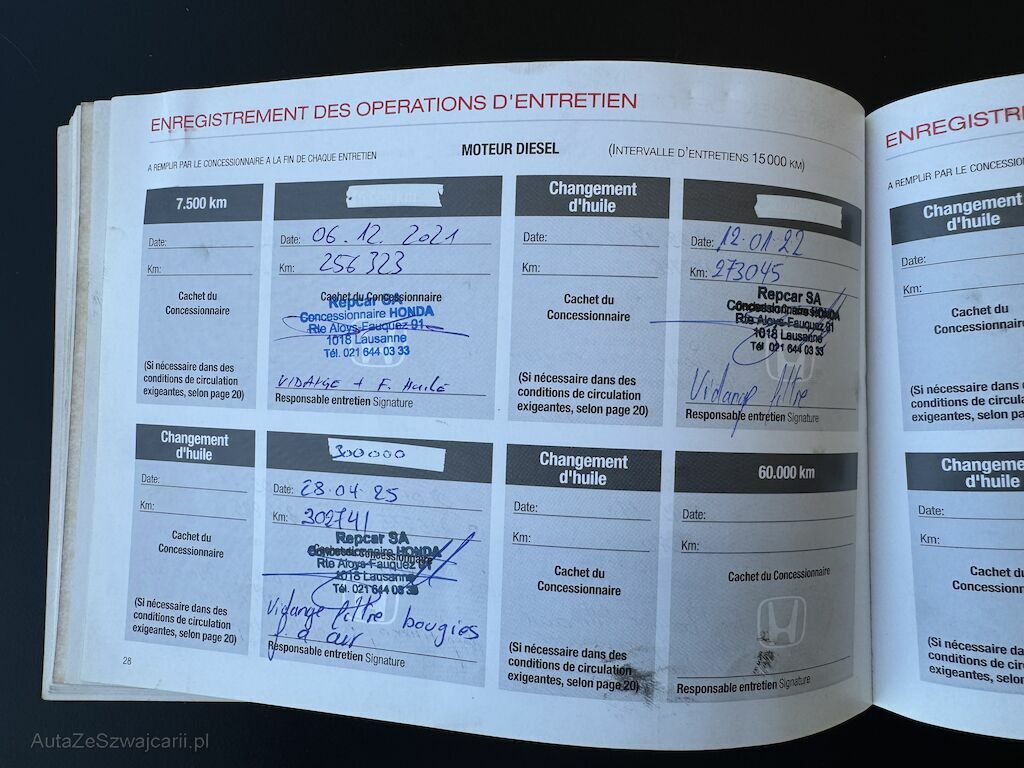 ENREGISTREMENT DES OPERATIONS D'ENTRETIEN
A REMPLIR PAR LE CONCESSIONNAIRE A LA FIN DE CHAQUE ENTRETIEN
MOTEUR DIESEL
(INTERVALLE D'ENTRETIENS 15 000 KM)
7.500 km
Date:
Km:
Cachet du
Concessionnaire
(Si nécessaire dans des
conditions de circulation
exigeantes, selon page 20)
Date: 06.12.2021
Km: 256323
Cachet du Concessionnaire
Repcar SA
Concessionnaire HONDA
Rte Aloys-Fauquez 91
1018 Lausanne
Tél. 021 644 03 33
VIDANGE + F. Huile
Responsable entretien Signature
Changement
d'huile
Date:
Km:
Cachet du
Concessionnaire
(Si nécessaire dans des
conditions de circulation
exigeantes, selon page 20)
Date: 12.01.22
Km: 273045
Repcar SA
Concessionnaire HONDA
Rte Aloys-Fauquez 91
1018 Lausanne
Tél. 021 644 03 33
Vidange filtre
Responsable entretien Signature
Changement
d'huile
Date:
Km:
Cachet du
Concessionnaire
(Si nécessaire dans des
conditions de circulation
exigeantes, selon page 20)
300000
Date: 28.04.25
Km: 302741
Repcar SA
Concessionnaire HONDA
Rte Aloys-Fauquez 91
1018 Lausanne
Tél. 021 644 03 33
Vidange filtre bougies
f. à air
Responsable entretien Signature
Changement
d'huile
Date:
Km:
Cachet du
Concessionnaire
(Si nécessaire dans des
conditions de circulation
exigeantes, selon page 20)
60.000 km
Date:
Km:
Cachet du Concessionnaire
Responsable entretien Signature
28
ENREGISTR
A REMPLIR PAR LE CONCESSION
Changement
d'huile
Date:
Km:
Cachet du
Concessionnaire
(Si nécessaire dans des
conditions de circula
exigeantes, selon pa
Changeme
d'huile
Date:
Km:
Cachet du
Concessionn
(Si nécessaire dans
conditions de circul
exigeantes, selon
AutaZeSzwajcarii.pl